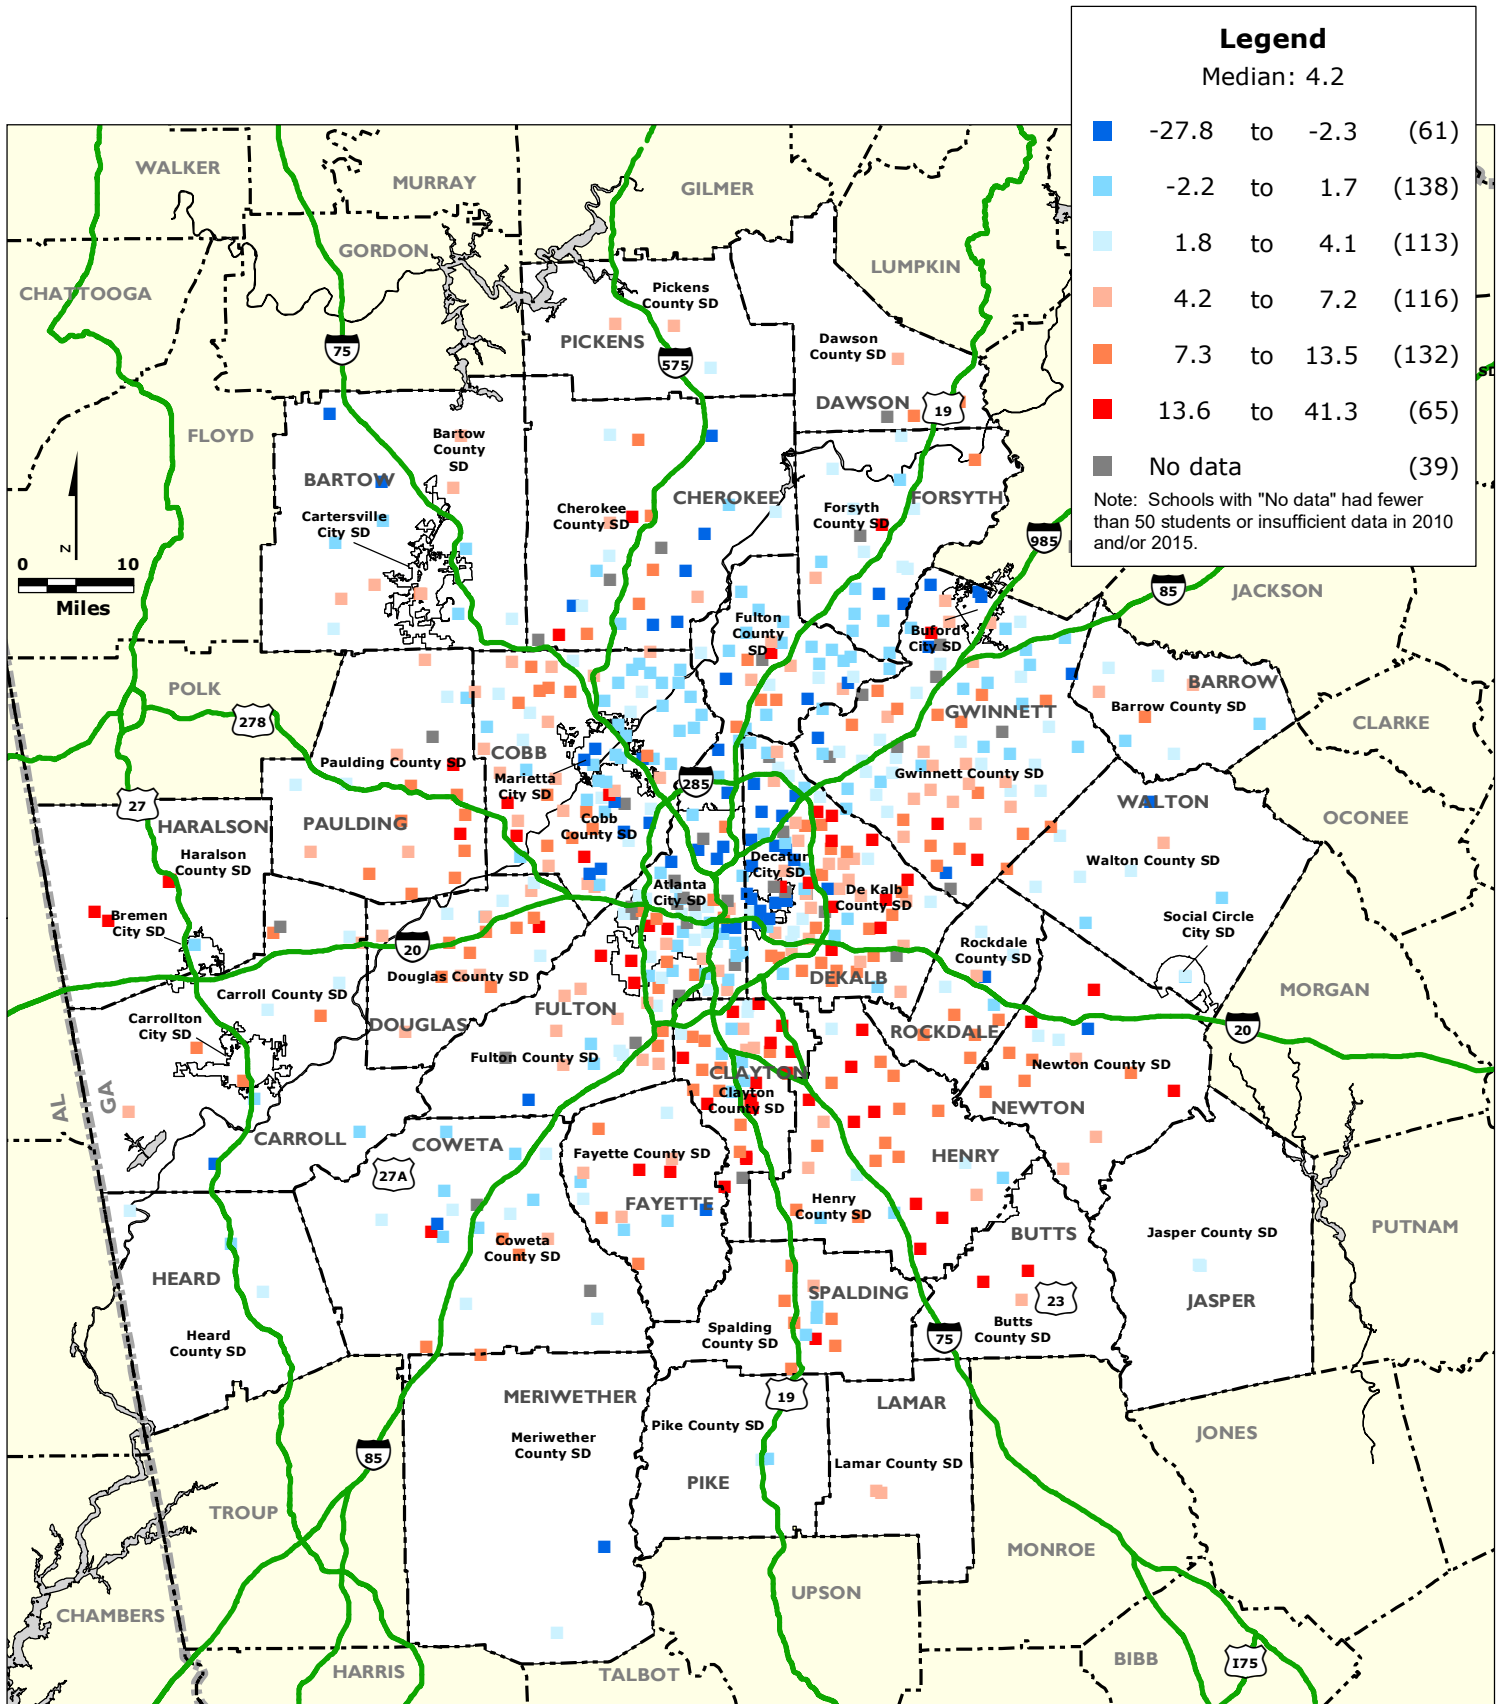 Legend
Median: 4.2
-27.8 to -2.3 (61)
-2.2 to 1.7 (138)
1.8 to 4.1 (113)
4.2 to 7.2 (116)
7.3 to 13.5 (132)
13.6 to 41.3 (65)
No data (39)
Note: Schools with "No data" had fewer
than 50 students or insufficient data in 2010
and/or 2015.
WALKER
MURRAY
GILMER
GORDON
LUMPKIN
CHATTOOGA
Pickens
County SD
PICKENS
75
575
Dawson
County SD
DAWSON
19
FLOYD
Bartow
County
SD
BARTOW
Cartersville
City SD
CHEROKEE
Cherokee
County SD
Forsyth
County SD
FORSYTH
985
N
0 10
Miles
85
JACKSON
Fulton
County
SD
Buford
City SD
POLK
278
BARROW
Barrow County SD
GWINNETT
CLARKE
COBB
Paulding County SD
Marietta
City SD
285
Gwinnett County SD
27
WALTON
HARALSON
PAULDING
Cobb
County SD
OCONEE
Haralson
County SD
Decatur
City SD
Walton County SD
Atlanta
City SD
De Kalb
County SD
Bremen
City SD
Social Circle
City SD
20
Rockdale
County SD
Douglas County SD
DEKALB
Carroll County SD
FULTON
MORGAN
Carrollton
City SD
DOUGLAS
ROCKDALE
20
Fulton County SD
Newton County SD
CLAYTON
Clayton
County SD
AL
GA
NEWTON
CARROLL
COWETA
Fayette County SD
HENRY
27A
FAYETTE
Henry
County SD
BUTTS
Jasper County SD
PUTNAM
Coweta
County SD
HEARD
SPALDING
23
JASPER
Heard
County SD
Spalding
County SD
75
Butts
County SD
MERIWETHER
19
LAMAR
Pike County SD
JONES
Meriwether
County SD
85
Lamar County SD
PIKE
TROUP
MONROE
CHAMBERS
UPSON
BIBB
I75
HARRIS
TALBOT